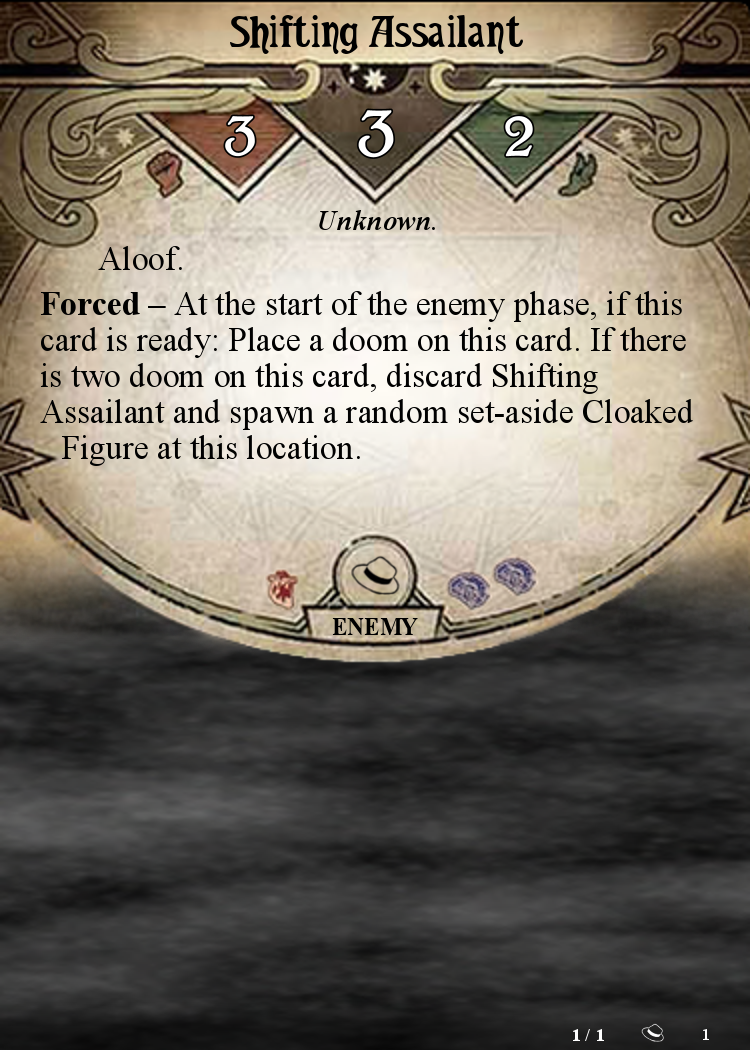 Shifting Assailant
3 3 2
Unknown.
Aloof.
Forced – At the start of the enemy phase, if this
card is ready: Place a doom on this card. If there
is two doom on this card, discard Shifting
Assailant and spawn a random set-aside Cloaked
Figure at this location.
ENEMY
1 / 1 1